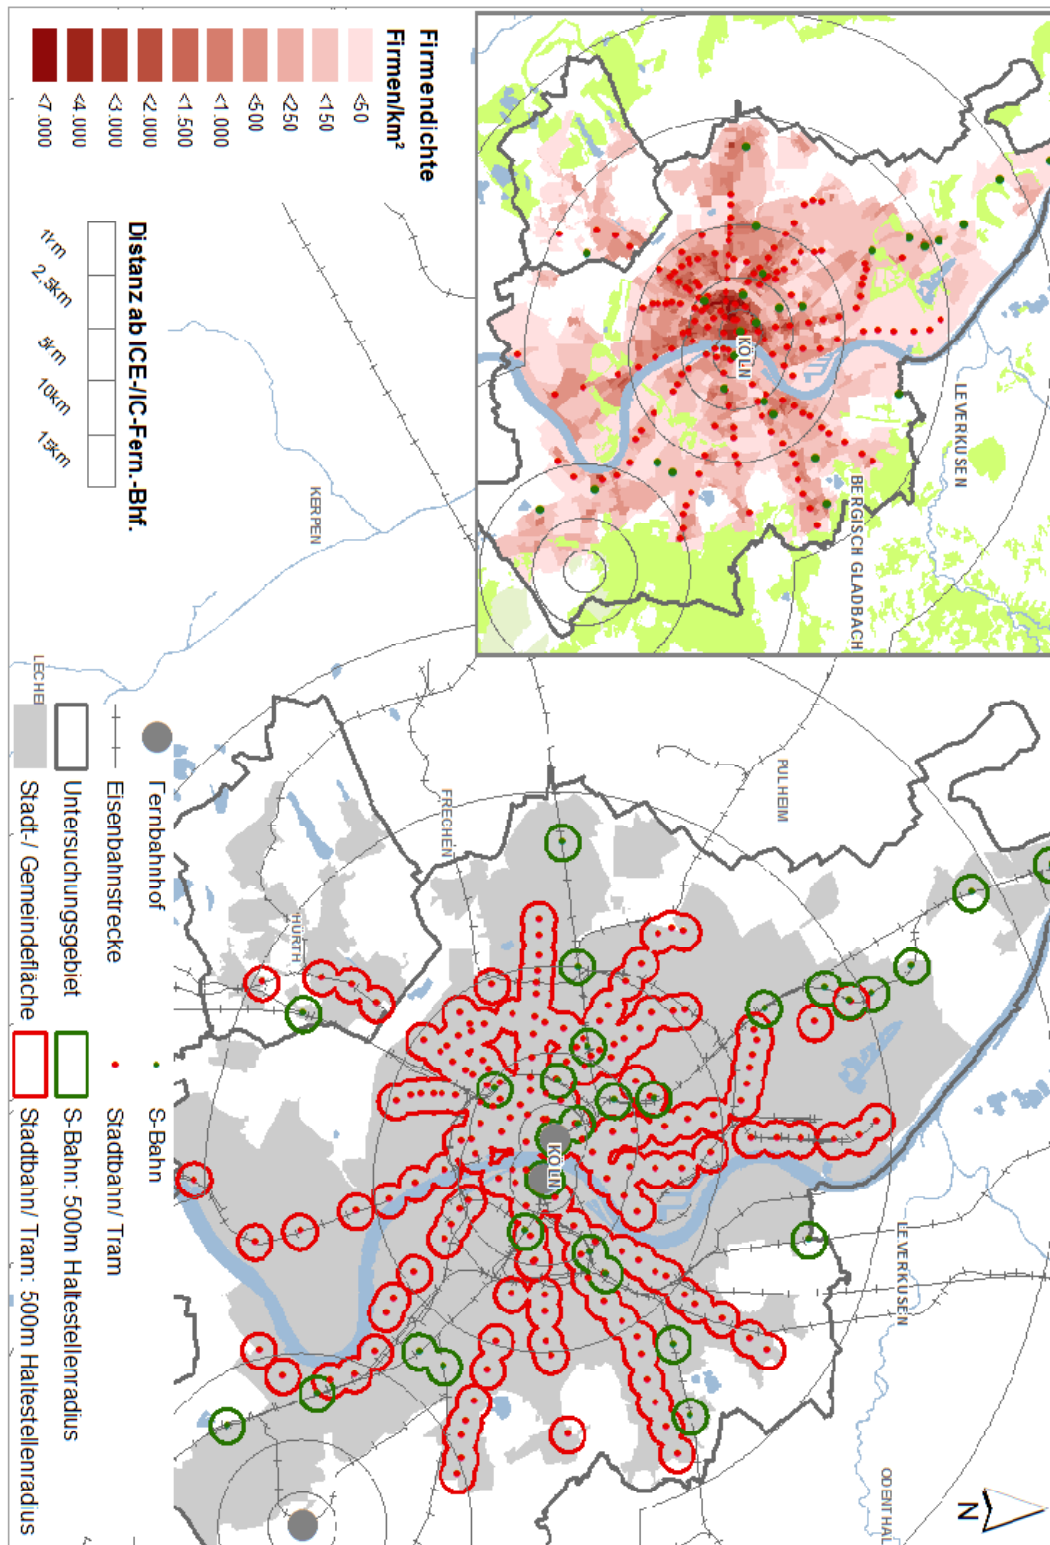 LEVERKUSEN
BERGISCH GLADBACH
KÖLN
Firmendichte
Firmen/km²
<50
<150
<250
<500
<1.000
<1.500
<2.000
<3.000
<4.000
<7.000
Distanz ab ICE-/IC-Fern.-Bhf.
1km
2,5km
5km
10km
15km
KERPEN
PULHEIM
FRECHEN
HÜRTH
KÖLN
LEVERKUSEN
ODENTHAL
LECHE
N
Fernbahnhof
Eisenbahnstrecke
Untersuchungsgebiet
Stadt-/ Gemeindefläche
S-Bahn
Stadtbahn/ Tram
S-Bahn: 500m Haltestellenradius
Stadtbahn/ Tram: 500m Haltestellenradius